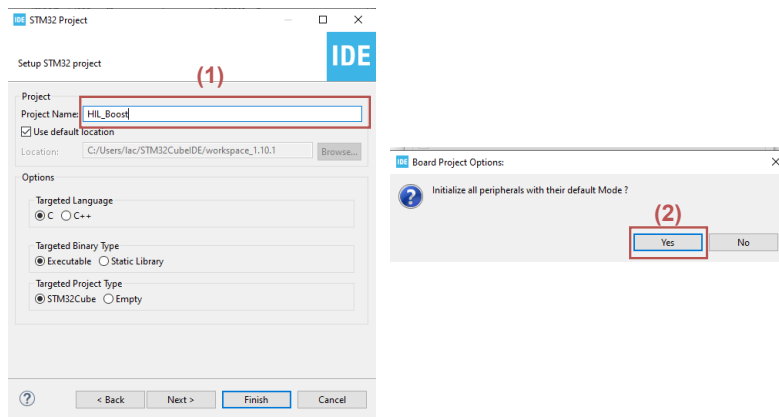 IDE STM32 Project
IDE
Setup STM32 project
(1)
Project
Project Name: HIL_Boost
Use default location
Location: C:/Users/lac/STM32CubeIDE/workspace_1.10.1 Browse...
Options
Targeted Language
C C++
Targeted Binary Type
Executable Static Library
Targeted Project Type
STM32Cube Empty
? < Back Next > Finish Cancel
IDE Board Project Options:
? Initialize all peripherals with their default Mode ?
(2)
Yes No